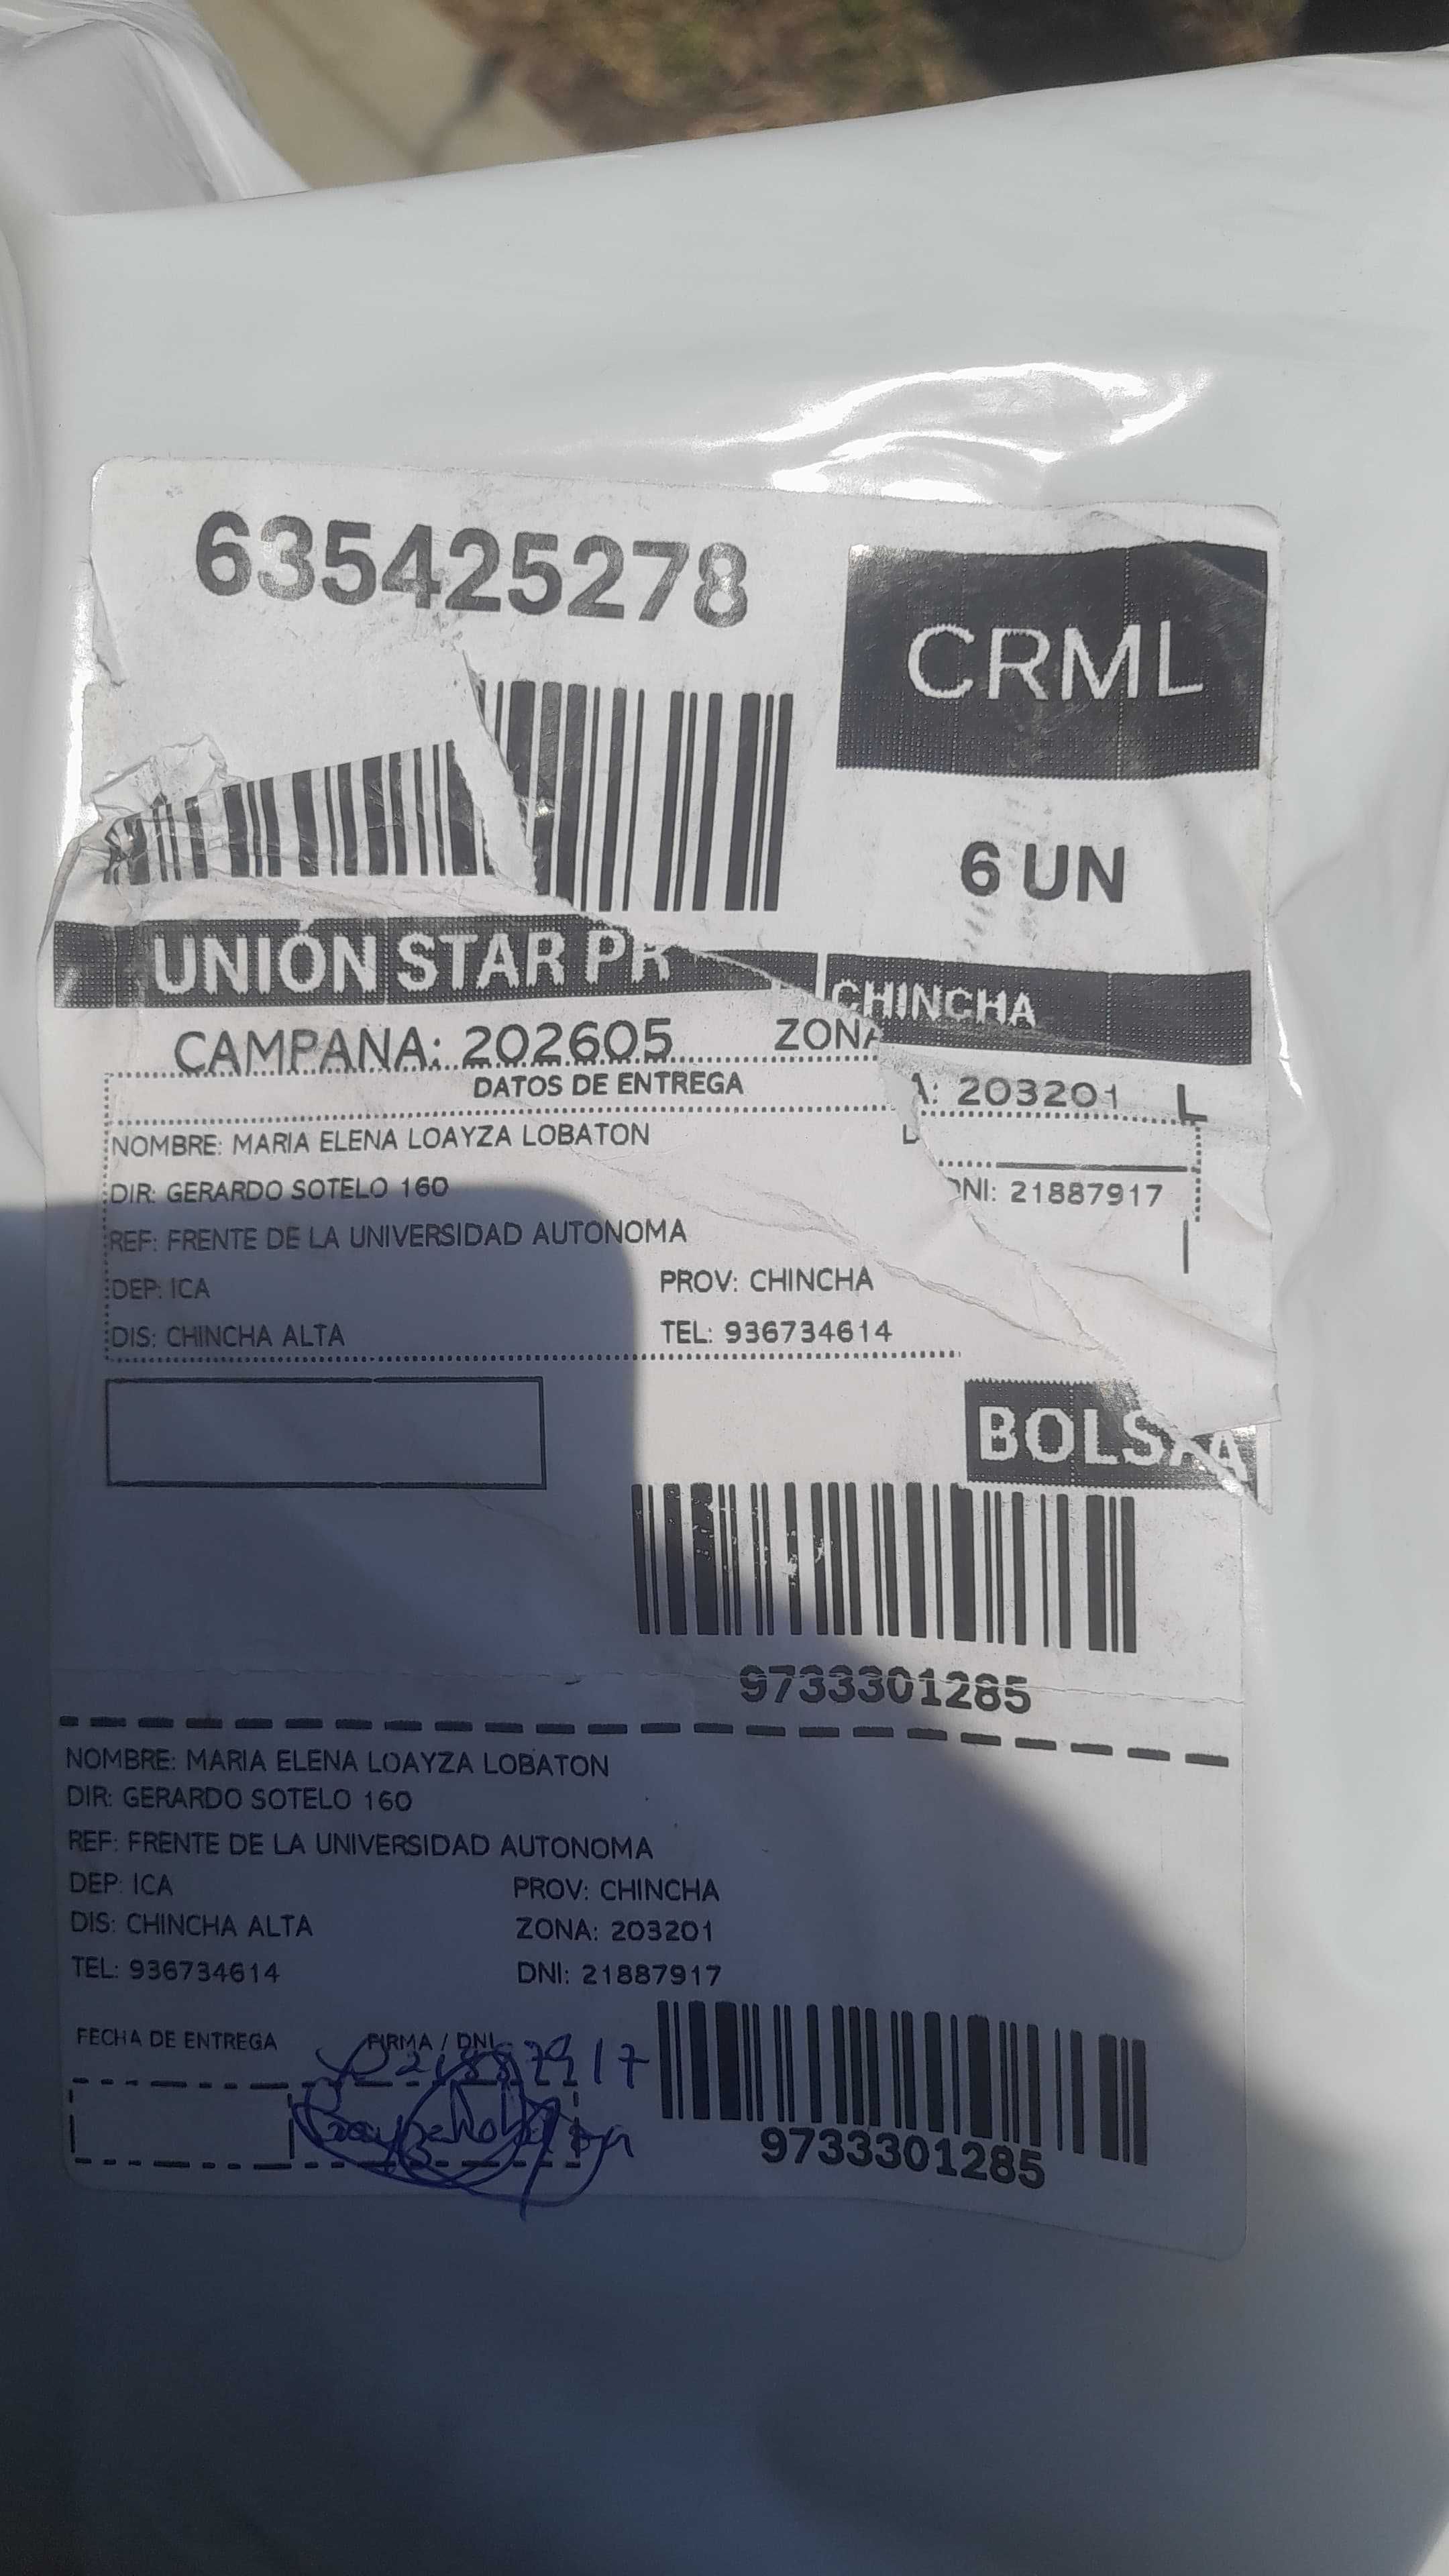 635425278
CRML
6 UN
UNIÓN STAR PR
CHINCHA
CAMPANA: 202605 ZONA: 203201 L
DATOS DE ENTREGA
NOMBRE: MARIA ELENA LOAYZA LOBATON
DIR: GERARDO SOTELO 160 DNI: 21887917
REF: FRENTE DE LA UNIVERSIDAD AUTONOMA
DEP: ICA PROV: CHINCHA
DIS: CHINCHA ALTA TEL: 936734614
BOLSA
9733301285
NOMBRE: MARIA ELENA LOAYZA LOBATON
DIR: GERARDO SOTELO 160
REF: FRENTE DE LA UNIVERSIDAD AUTONOMA
DEP: ICA PROV: CHINCHA
DIS: CHINCHA ALTA ZONA: 203201
TEL: 936734614 DNI: 21887917
FECHA DE ENTREGA FIRMA / DNI
21887917
9733301285